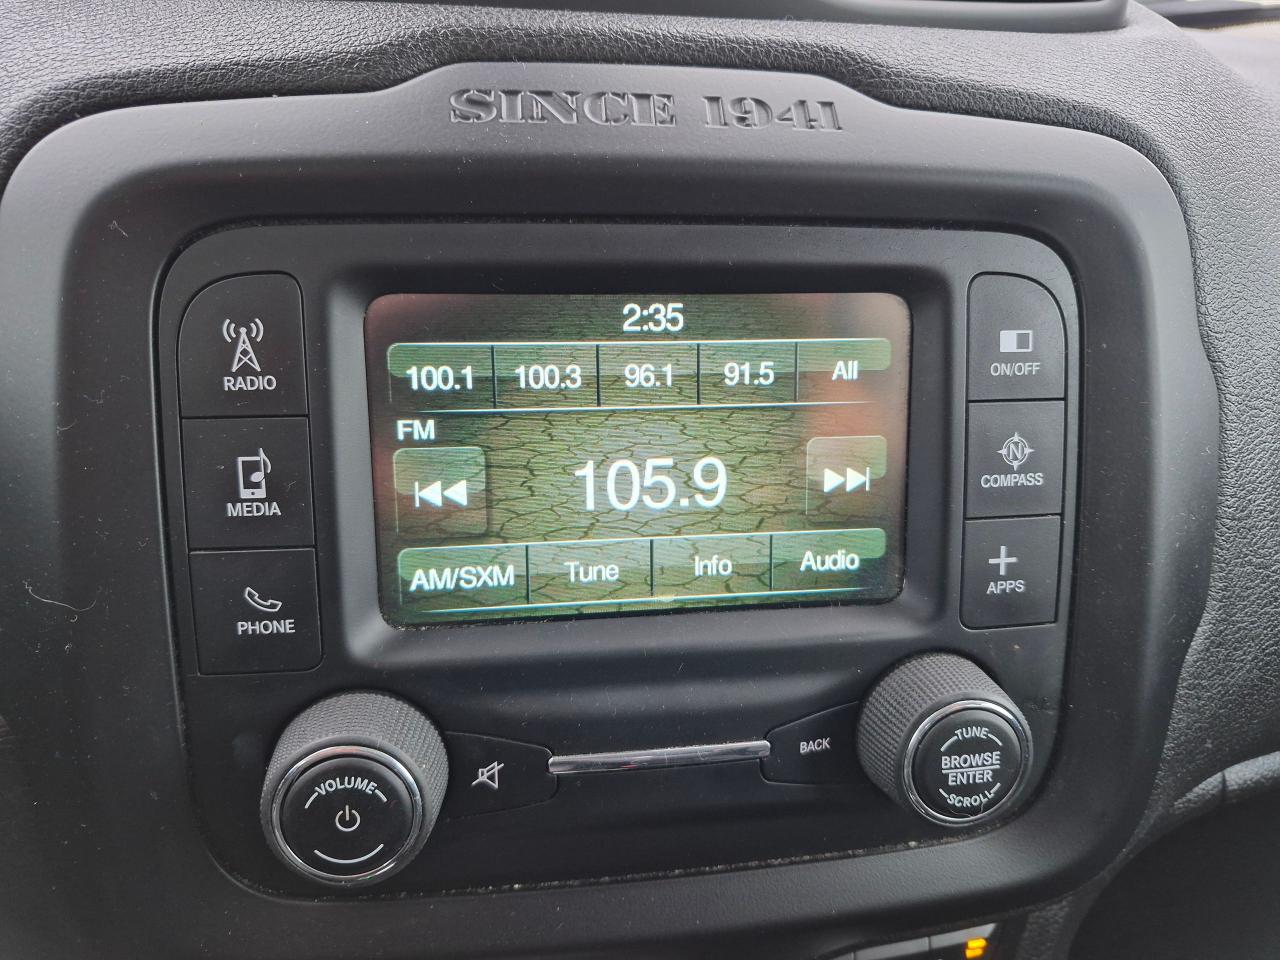 SINCE 1941
2:35
100.1 100.3 96.1 91.5 All
FM
105.9
AM/SXM Tune Info Audio
RADIO
MEDIA
PHONE
ON/OFF
N
COMPASS
APPS
VOLUME
BACK
TUNE
BROWSE
ENTER
SCROLL